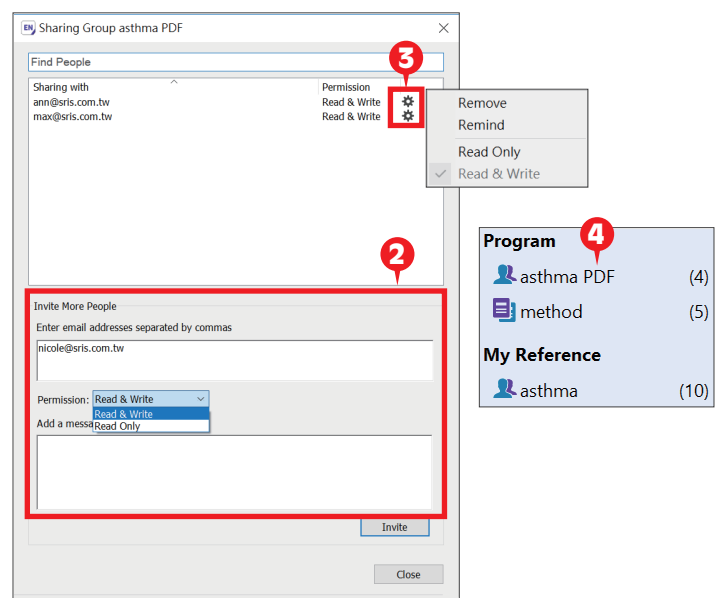 EN Sharing Group asthma PDF
Find People
Sharing with Permission
ann@sris.com.tw Read & Write
max@sris.com.tw Read & Write
3
Remove
Remind
Read Only
Read & Write
2
Invite More People
Enter email addresses separated by commas
nicole@sris.com.tw
Permission: Read & Write
Read & Write
Read Only
Add a messa
Invite
Close
4
Program
asthma PDF (4)
method (5)
My Reference
asthma (10)